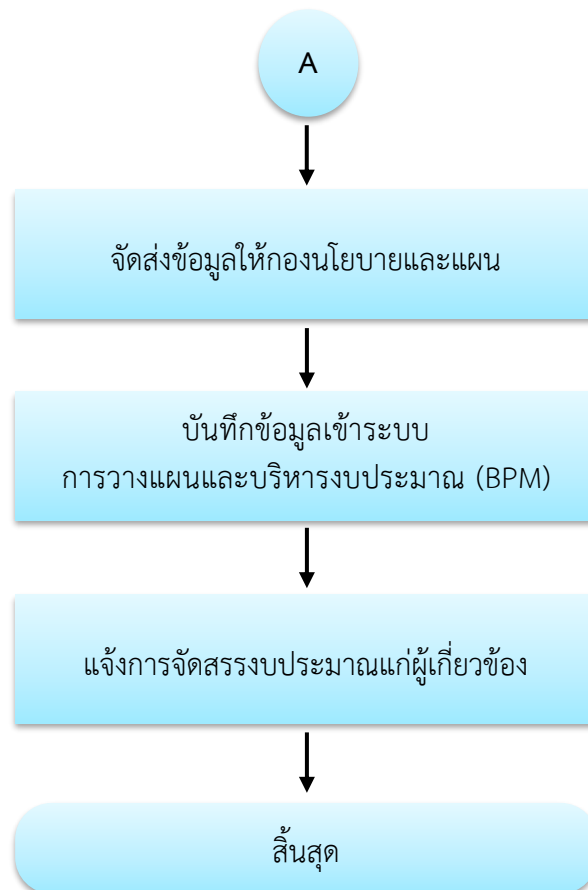 A
จัดส่งข้อมูลให้กองนโยบายและแผน
บันทึกข้อมูลเข้าระบบ
การวางแผนและบริหารงบประมาณ (BPM)
แจ้งการจัดสรรงบประมาณแก่ผู้เกี่ยวข้อง
สิ้นสุด